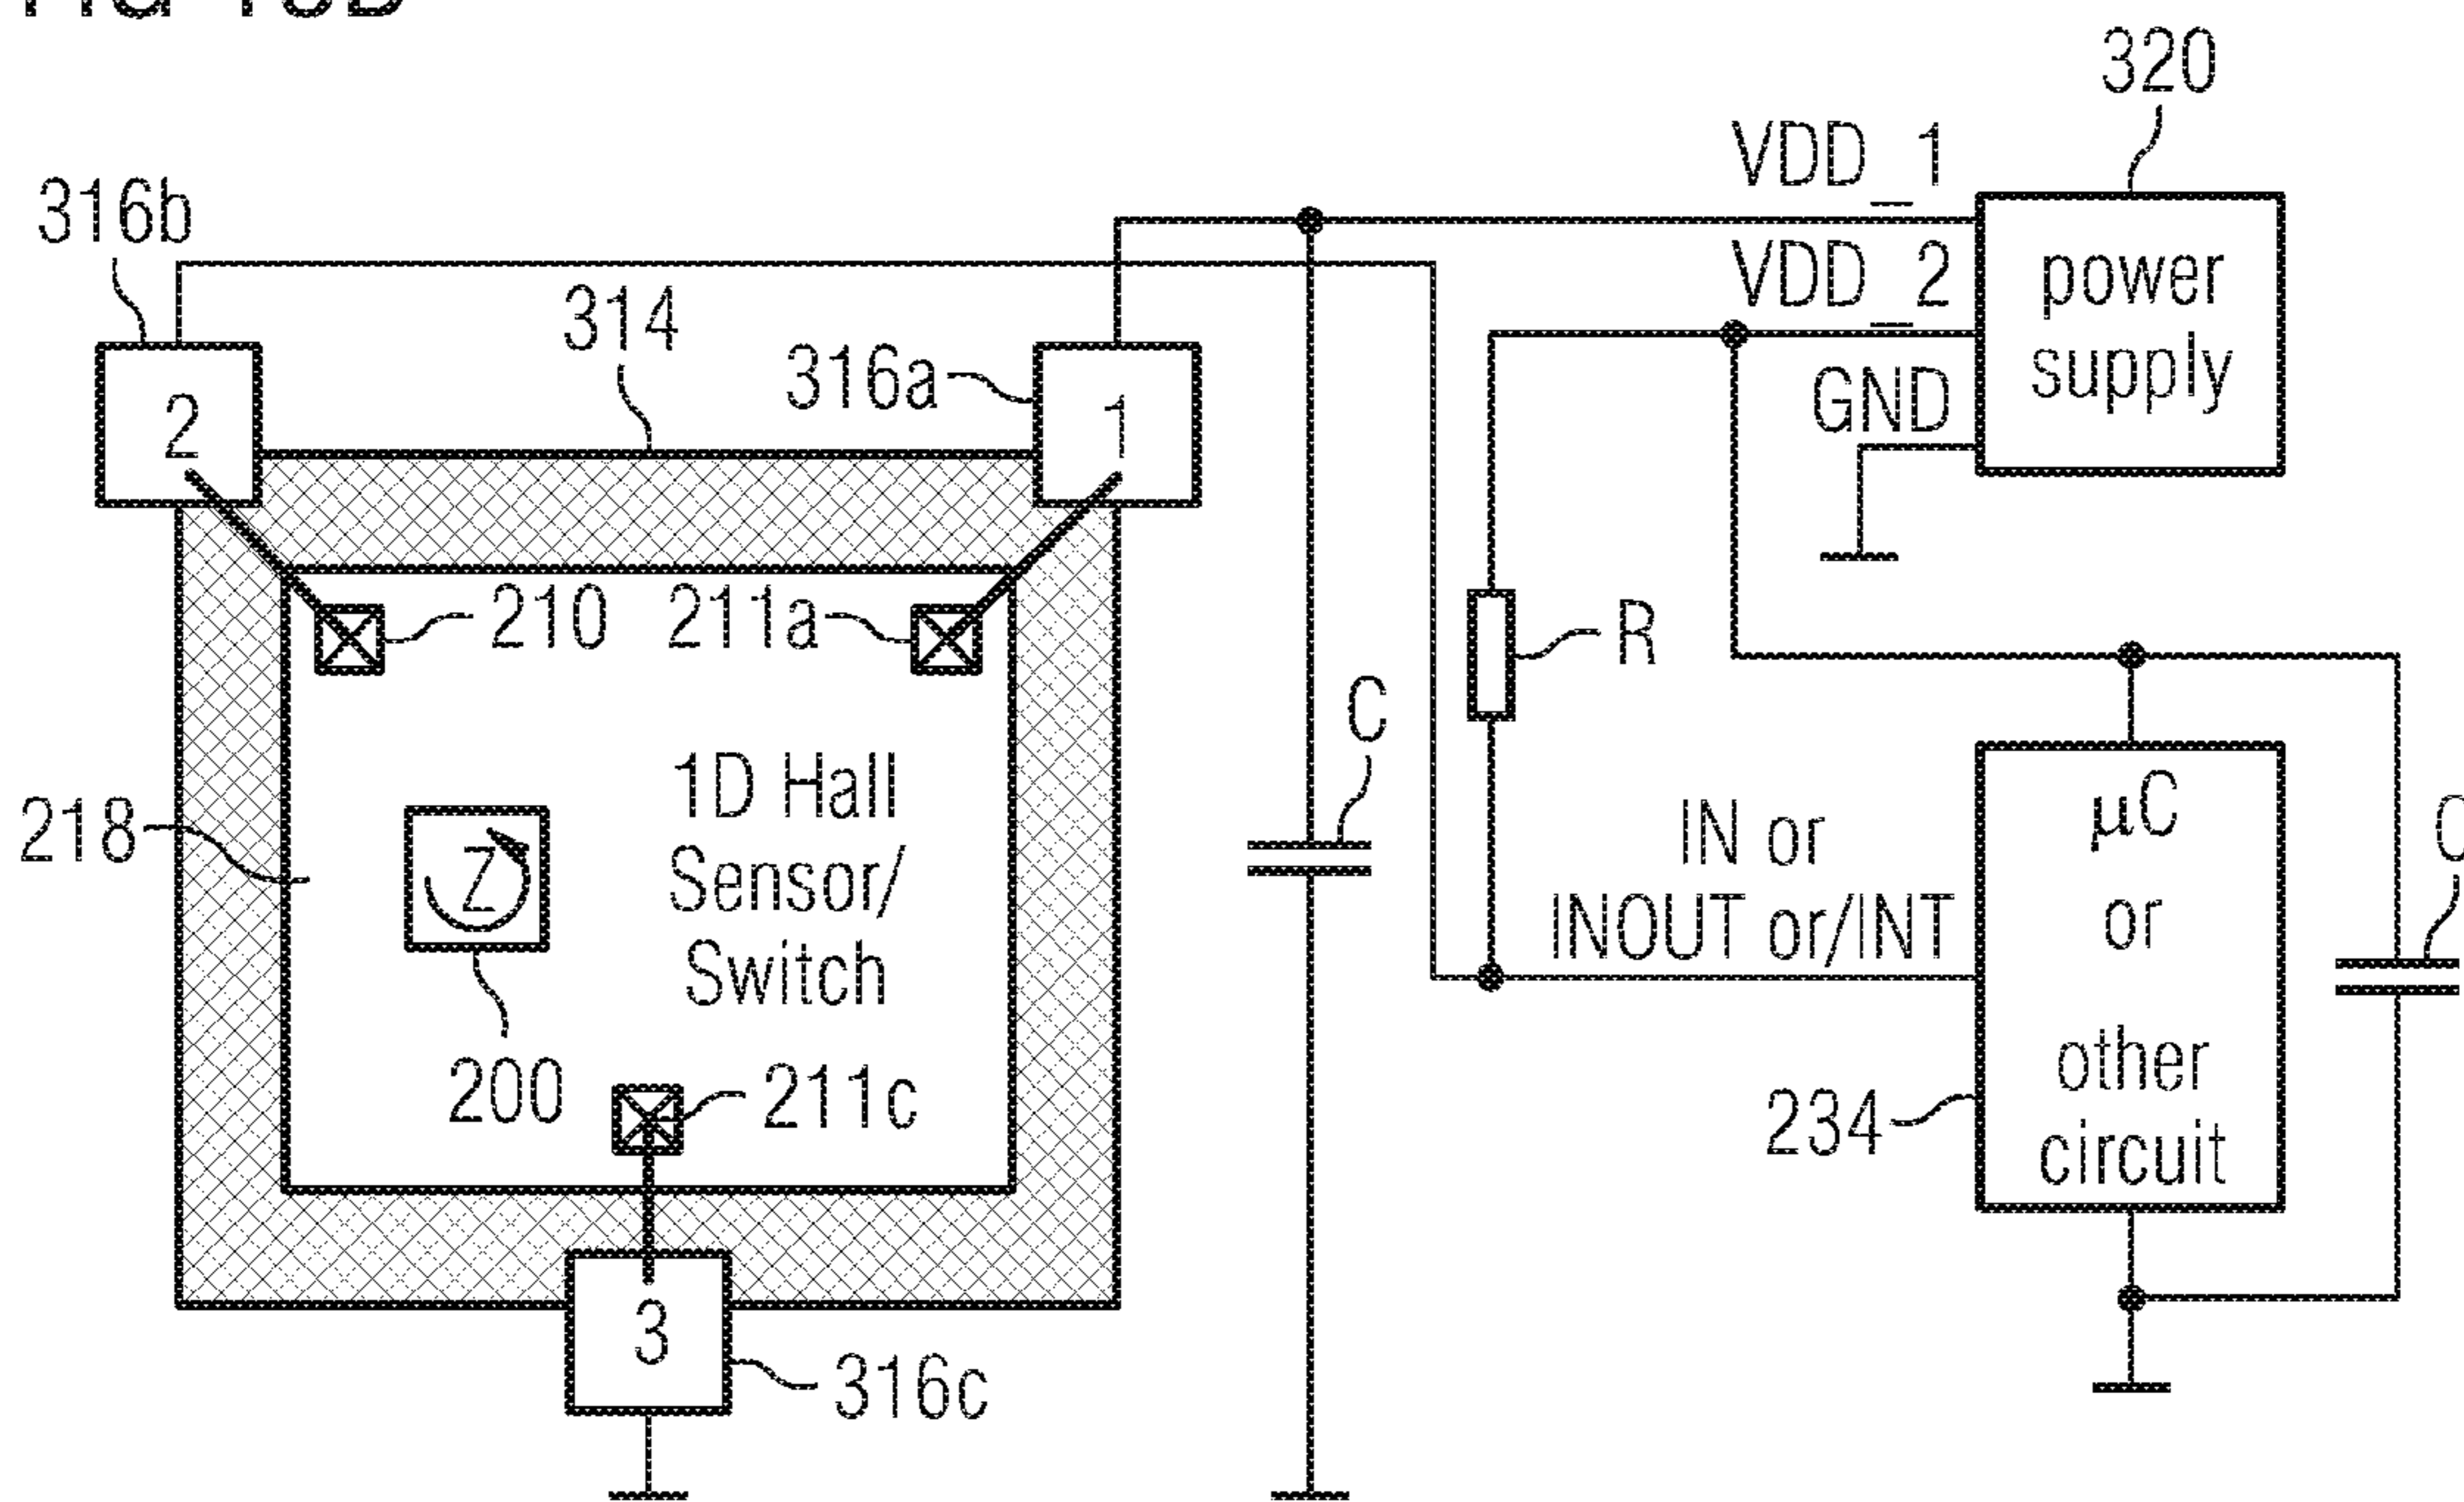 320
VDD_1
316b
VDD_2
power
supply
314
316a
GND
2
1
210
211a
R
C
1D Hall
Sensor/
Switch
218
Z
IN or
INOUT or/INT
µC
or
other
circuit
200
211c
234
3
316c